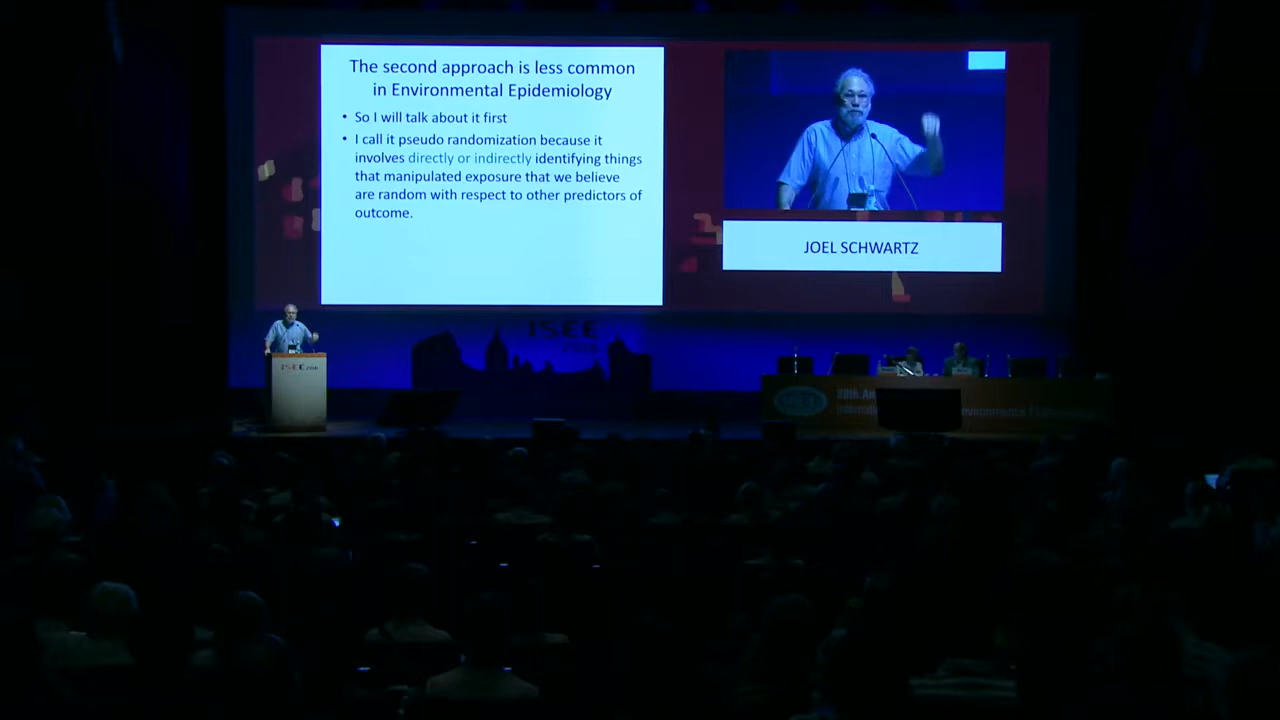 The second approach is less common
in Environmental Epidemiology
• So I will talk about it first
• I call it pseudo randomization because it
involves directly or indirectly identifying things
that manipulated exposure that we believe
are random with respect to other predictors of
outcome.
JOEL SCHWARTZ
ISEE
ISEE 2016